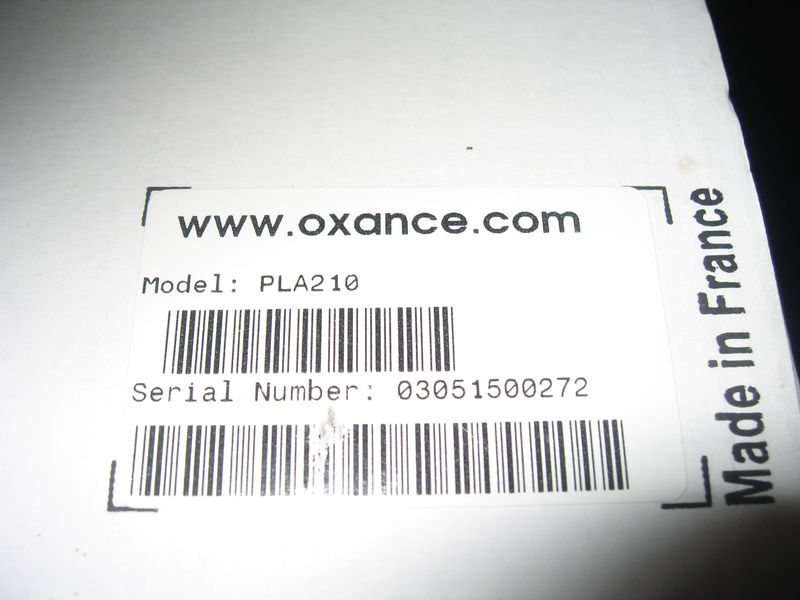 www.oxance.com
Model: PLA210
Serial Number: 03051500272
Made in France